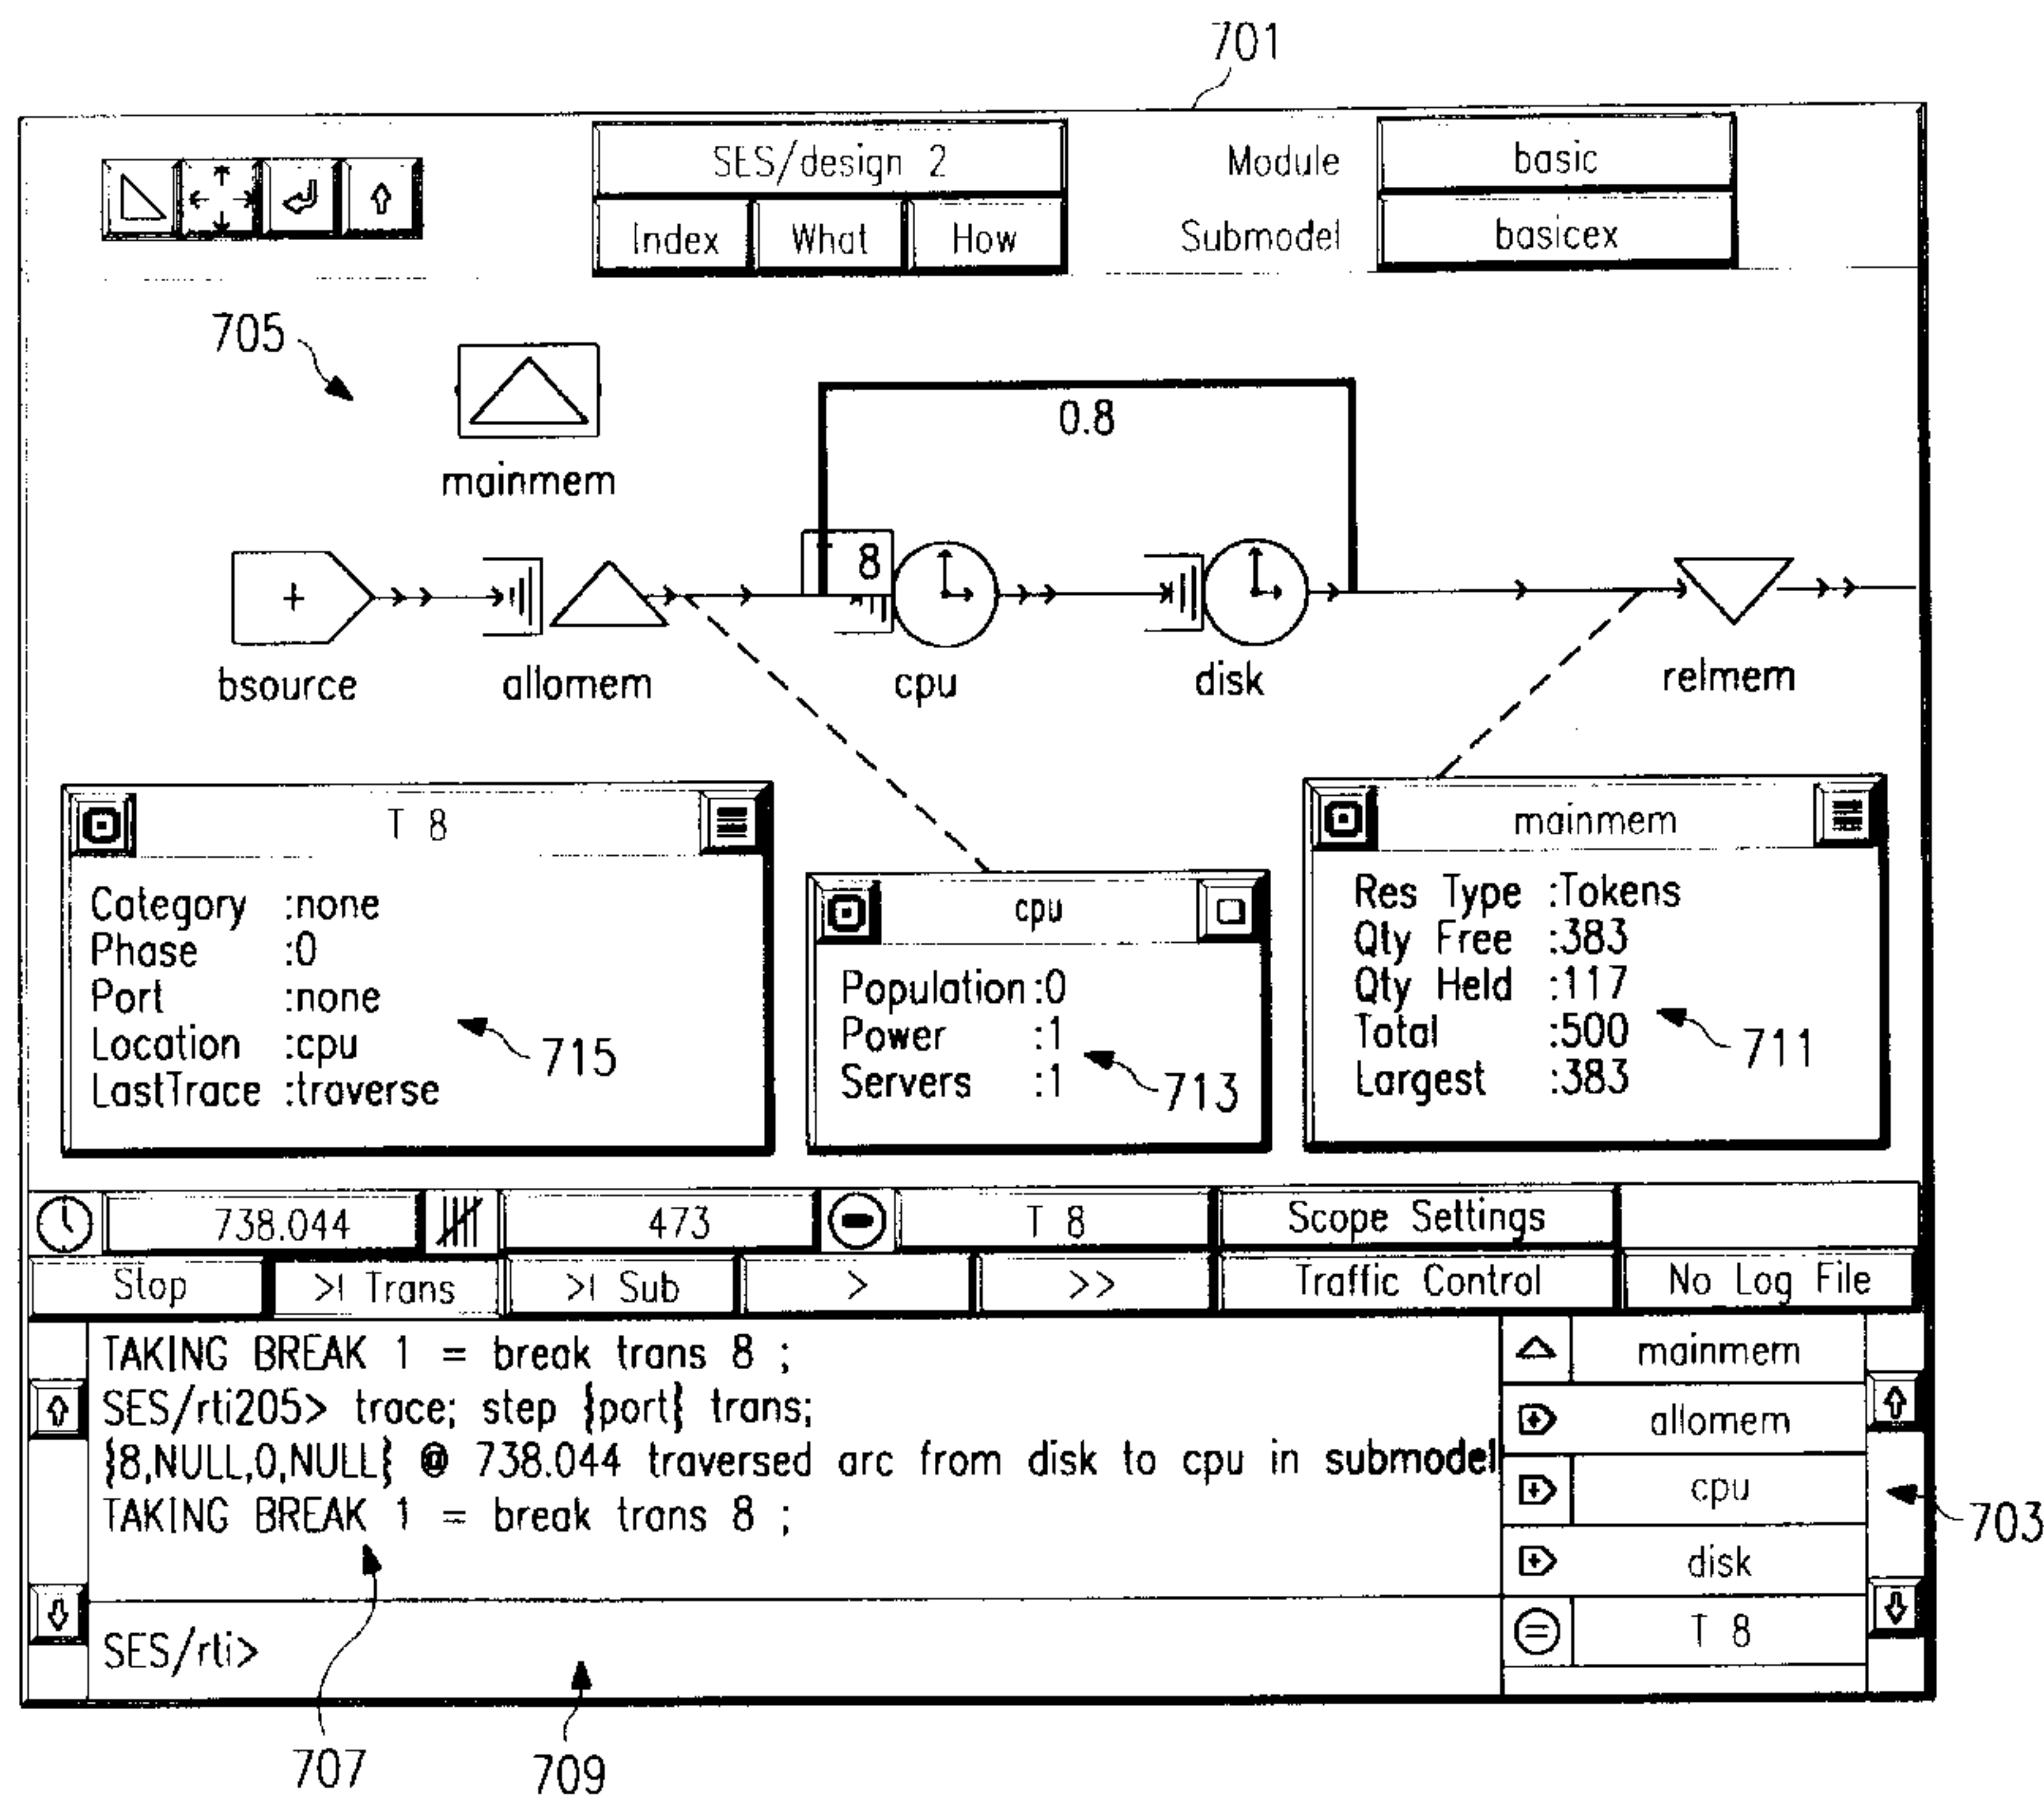 701
SES/design 2
Module
basic
Index
What
How
Submodel
basicex
705
0.8
mainmem
+
8
bsource
allomem
cpu
disk
relmem
T 8
mainmem
cpu
Category :none
Phase :0
Port :none
Location :cpu
LastTrace :traverse
715
Population :0
Power :1
Servers :1
713
Res Type :Tokens
Qty Free :383
Qty Held :117
Total :500
Largest :383
711
738.044
473
T 8
Scope Settings
Stop
>| Trans
>| Sub
>
>>
Traffic Control
No Log File
TAKING BREAK 1 = break trans 8 ;
SES/rti205> trace; step {port} trans;
{8,NULL,0,NULL} @ 738.044 traversed arc from disk to cpu in submodel
TAKING BREAK 1 = break trans 8 ;
mainmem
allomem
cpu
disk
T 8
703
SES/rti>
707
709